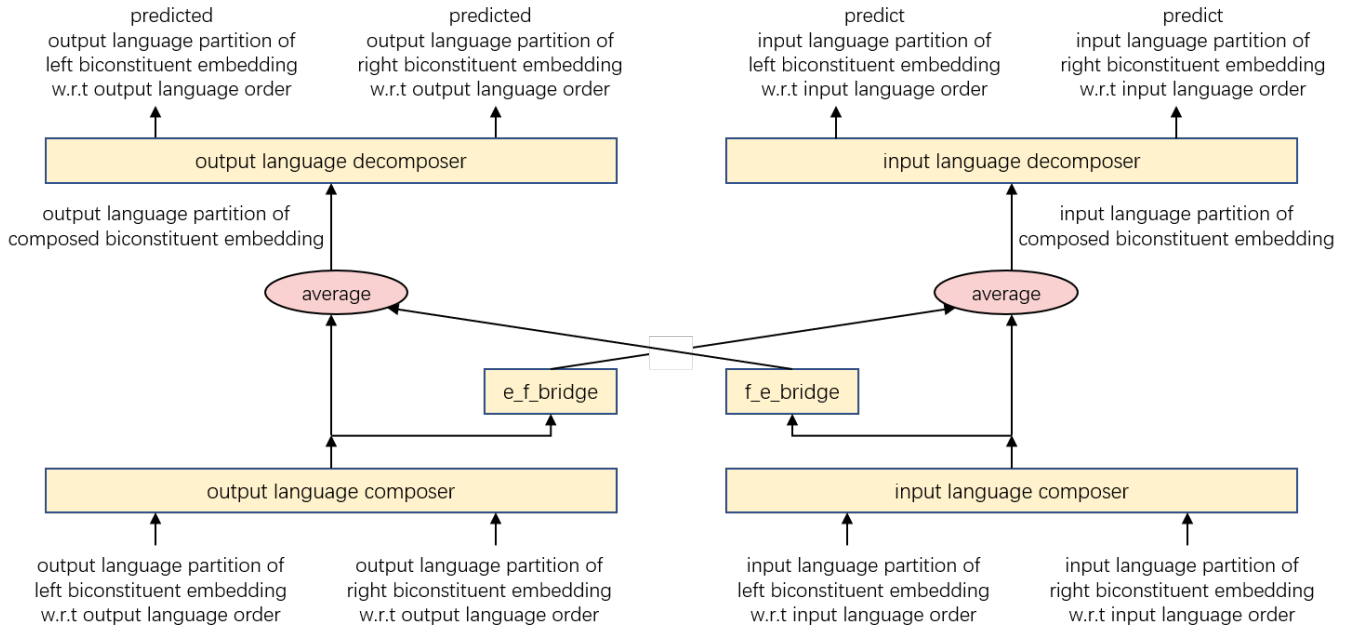 predicted
output language partition of
left biconstituent embedding
w.r.t output language order
predicted
output language partition of
right biconstituent embedding
w.r.t output language order
predict
input language partition of
left biconstituent embedding
w.r.t input language order
predict
input language partition of
right biconstituent embedding
w.r.t input language order
output language decomposer
input language decomposer
output language partition of
composed biconstituent embedding
input language partition of
composed biconstituent embedding
average
average
e_f_bridge
f_e_bridge
output language composer
input language composer
output language partition of
left biconstituent embedding
w.r.t output language order
output language partition of
right biconstituent embedding
w.r.t output language order
input language partition of
left biconstituent embedding
w.r.t input language order
input language partition of
right biconstituent embedding
w.r.t input language order